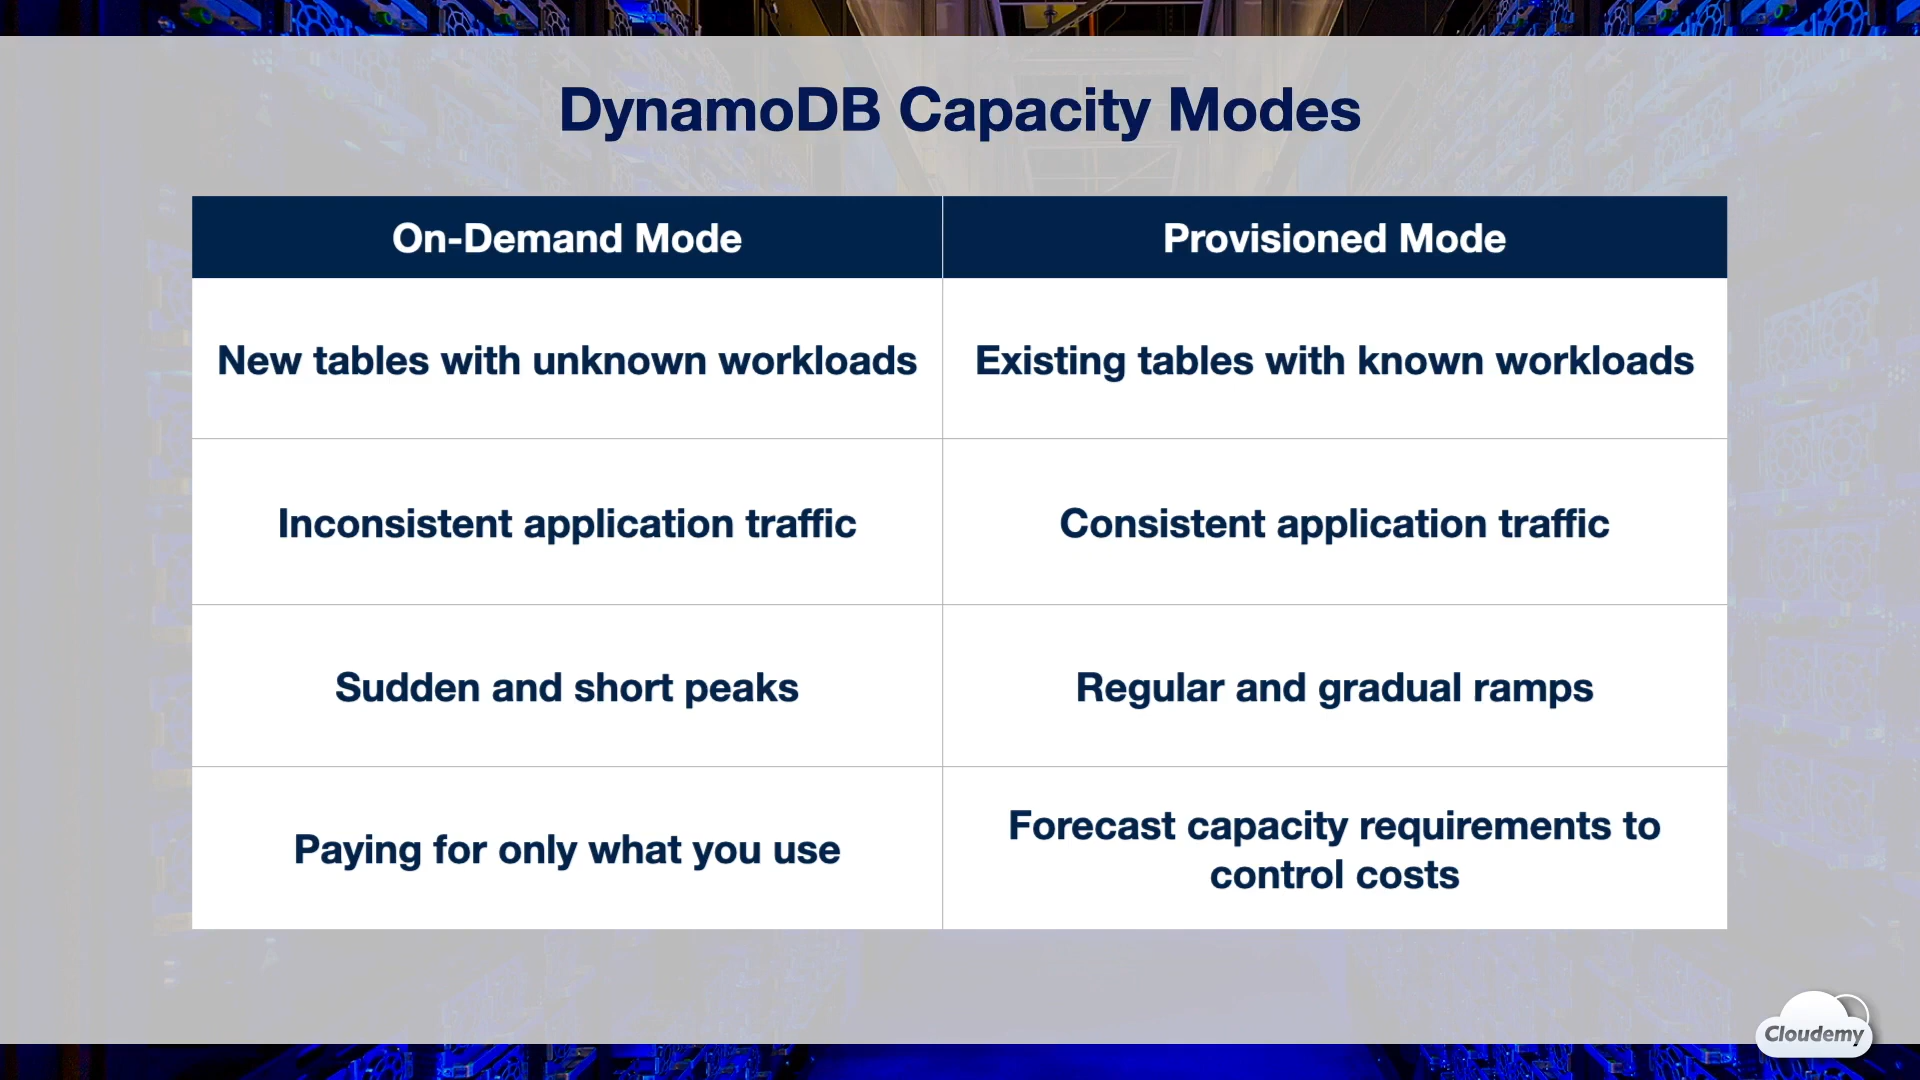 DynamoDB Capacity Modes
On-Demand Mode
Provisioned Mode
New tables with unknown workloads
Existing tables with known workloads
Inconsistent application traffic
Consistent application traffic
Sudden and short peaks
Regular and gradual ramps
Paying for only what you use
Forecast capacity requirements to
control costs
Cloudemy